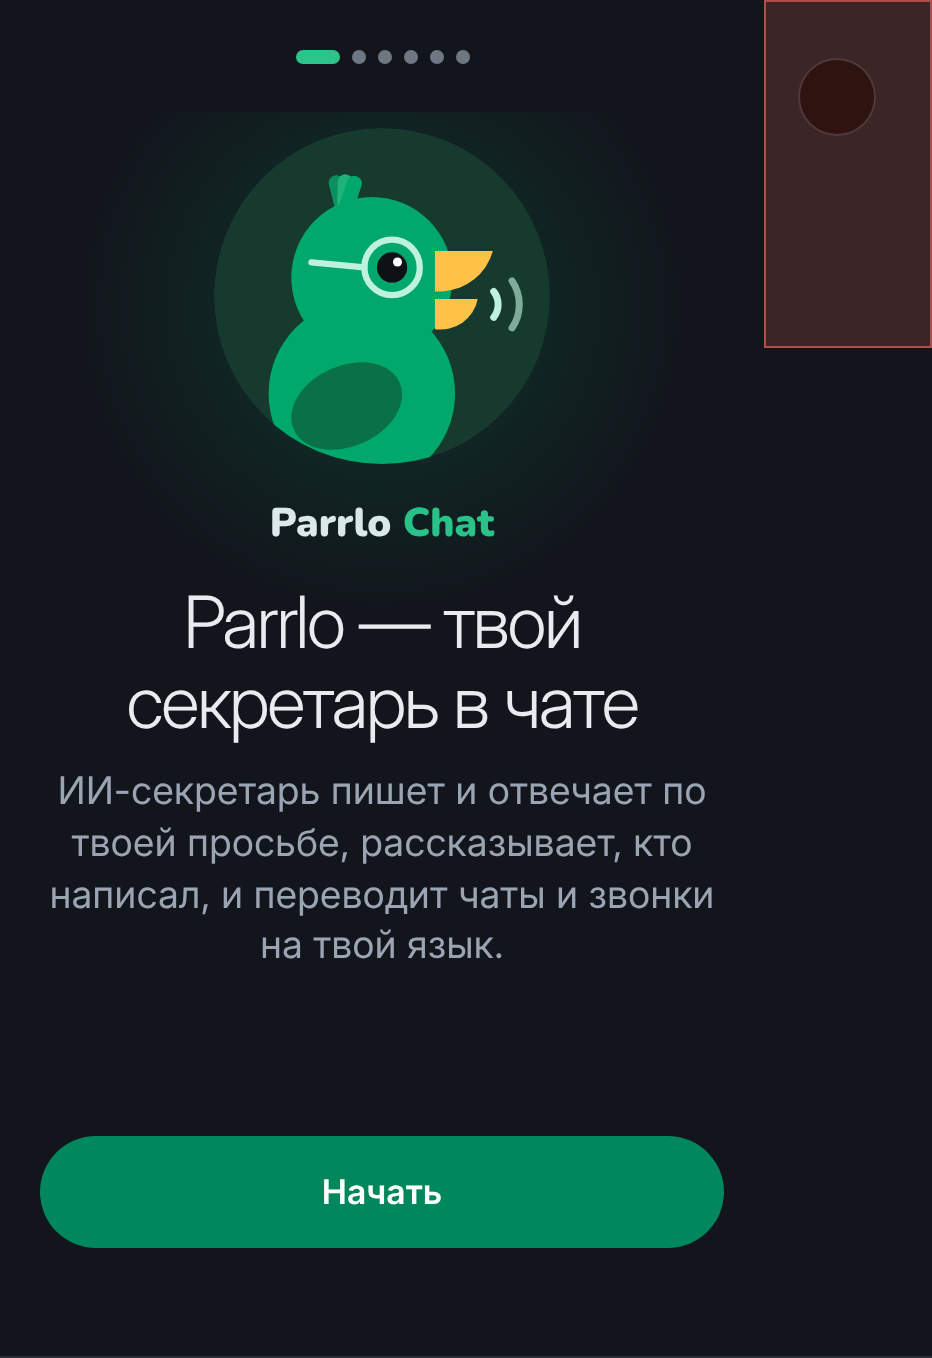 Parrlo Chat
Parrlo — твой
секретарь в чате
ИИ-секретарь пишет и отвечает по
твоей просьбе, рассказывает, кто
написал, и переводит чаты и звонки
на твой язык.
Начать